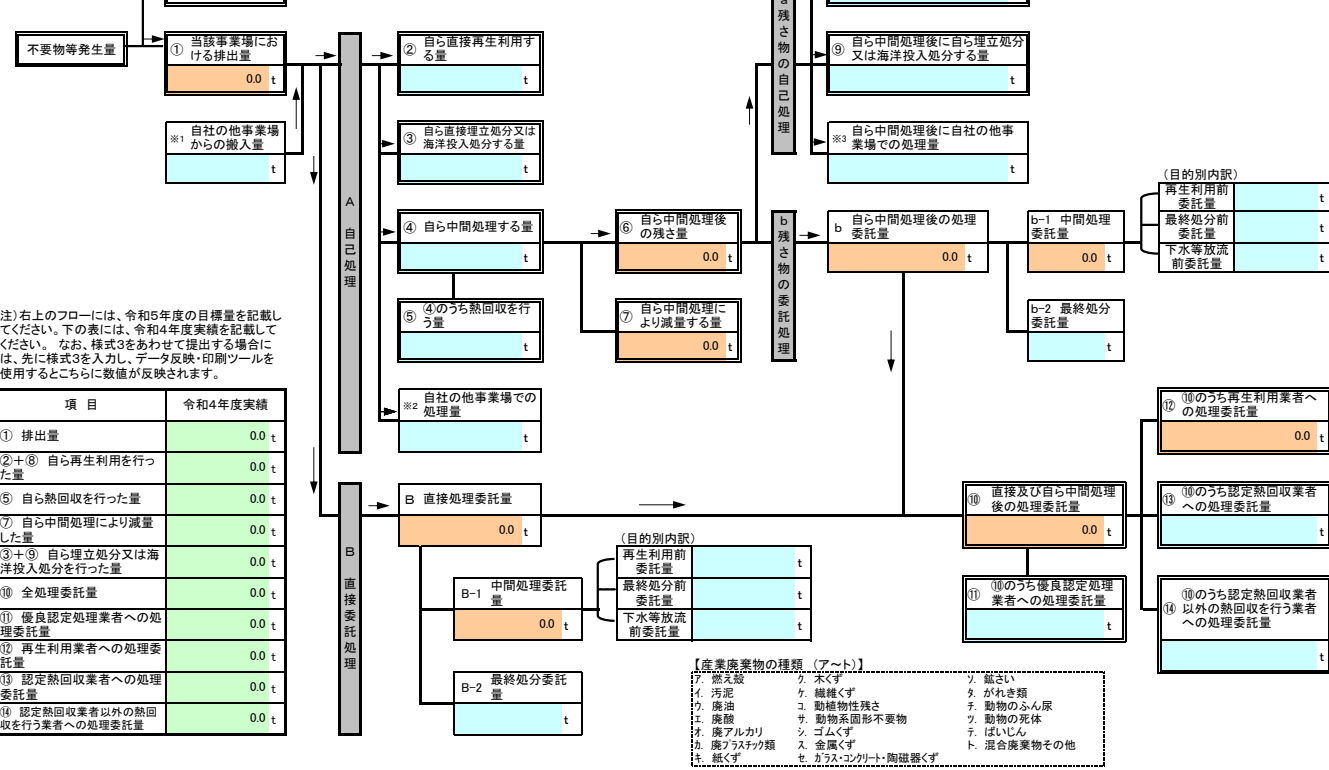 不要物等発生量
① 当該事業場にお
ける排出量
0.0 t
※1 自社の他事業場
からの搬入量
t
A 自己処理
② 自ら直接再生利用す
る量
t
③ 自ら直接埋立処分又は
海洋投入処分する量
t
④ 自ら中間処理する量
t
⑤ ④のうち熱回収を行
う量
t
※2 自社の他事業場での
処理量
t
⑥ 自ら中間処理後
の残さ量
0.0 t
⑦ 自ら中間処理に
より減量する量
0.0 t
a 残さ物の自己処理
⑨ 自ら中間処理後に自ら埋立処分
又は海洋投入処分する量
t
※3 自ら中間処理後に自社の他事
業場での処理量
t
b 残さ物の委託処理
b 自ら中間処理後の処理
委託量
0.0 t
b-1 中間処理
委託量
0.0 t
b-2 最終処分
委託量
t
(目的別内訳)
再生利用前
委託量
t
最終処分前
委託量
t
下水等放流
前委託量
t
注)右上のフローには、令和5年度の目標量を記載し
てください。下の表には、令和4年度実績を記載して
ください。 なお、様式3をあわせて提出する場合に
は、先に様式3を入力し、データ反映・印刷ツールを
使用するとこちらに数値が反映されます。
項 目 令和4年度実績
① 排出量 0.0 t
②+⑧ 自ら再生利用を行っ
た量 0.0 t
⑤ 自ら熱回収を行った量 0.0 t
⑦ 自ら中間処理により減量
した量 0.0 t
③+⑨ 自ら埋立処分又は海
洋投入処分を行った量 0.0 t
⑩ 全処理委託量 0.0 t
⑪ 優良認定処理業者への処
理委託量 0.0 t
⑫ 再生利用業者への処理委
託量 0.0 t
⑬ 認定熱回収業者への処理
委託量 0.0 t
⑭ 認定熱回収業者以外の熱回
収を行う業者への処理委託量 0.0 t
B 直接委託処理
B 直接処理委託量
0.0 t
B-1 中間処理委託
量
0.0 t
B-2 最終処分委託
量
t
(目的別内訳)
再生利用前
委託量
t
最終処分前
委託量
t
下水等放流
前委託量
t
⑩ 直接及び自ら中間処理
後の処理委託量
0.0 t
⑪ ⑩のうち優良認定処理
業者への処理委託量
t
⑫ ⑩のうち再生利用業者へ
の処理委託量
0.0 t
⑬ ⑩のうち認定熱回収業者
への処理委託量
t
⑭ ⑩のうち認定熱回収業者
以外の熱回収を行う業者
への処理委託量
t
【産業廃棄物の種類 (ア~ト)】
ア. 燃え殻 ク. 木くず ソ. 鉱さい
イ. 汚泥 ケ. 繊維くず タ. がれき類
ウ. 廃油 コ. 動植物性残さ チ. 動物のふん尿
エ. 廃酸 サ. 動物系固形不要物 ツ. 動物の死体
オ. 廃アルカリ シ. ゴムくず テ. ばいじん
カ. 廃プラスチック類 ス. 金属くず ト. 混合廃棄物その他
キ. 紙くず セ. ガラス・コンクリート・陶磁器くず